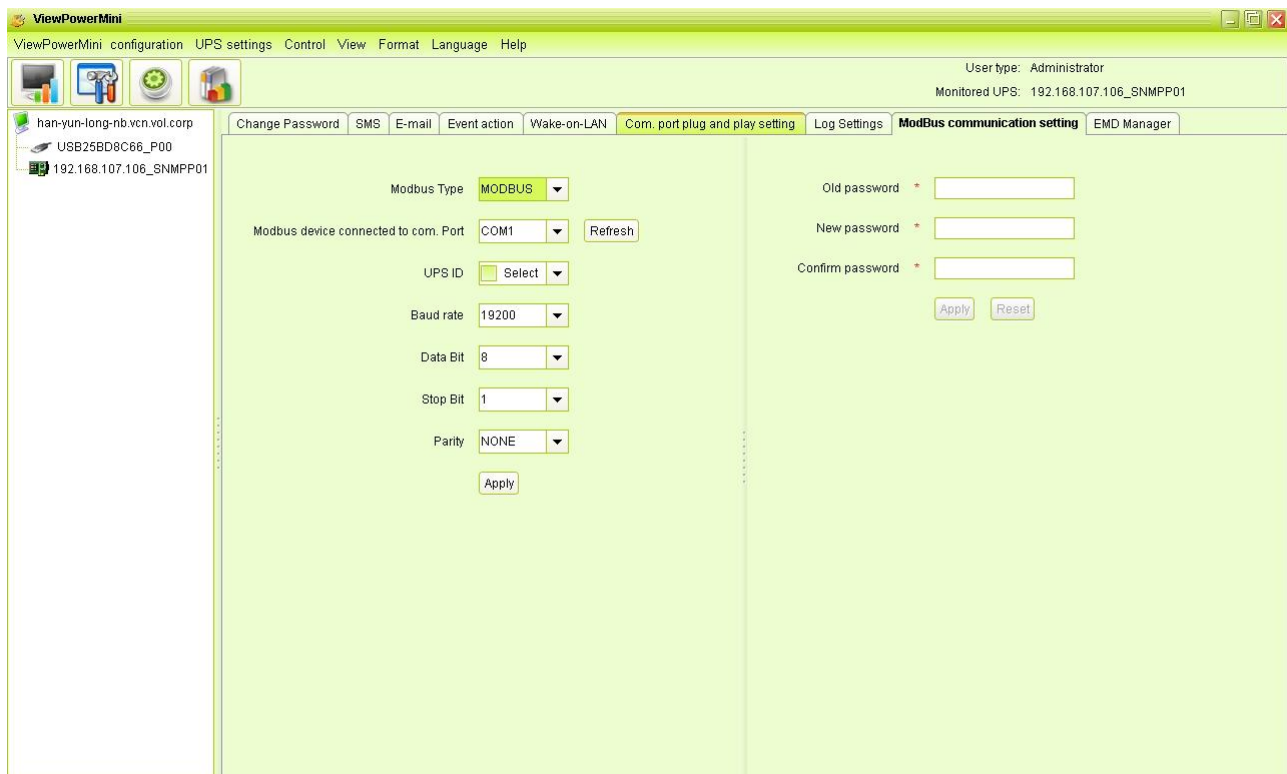 ViewPowerMini
ViewPowerMini configuration UPS settings Control View Format Language Help
User type: Administrator
Monitored UPS: 192.168.107.106_SNMPP01
han-yun-long-nb.vcn.vol.corp
USB25BD8C66_P00
192.168.107.106_SNMPP01
Change Password SMS E-mail Event action Wake-on-LAN Com. port plug and play setting Log Settings ModBus communication setting EMD Manager
Modbus Type MODBUS
Modbus device connected to com. Port COM1 Refresh
UPS ID Select
Baud rate 19200
Data Bit 8
Stop Bit 1
Parity NONE
Apply
Old password *
New password *
Confirm password *
Apply Reset